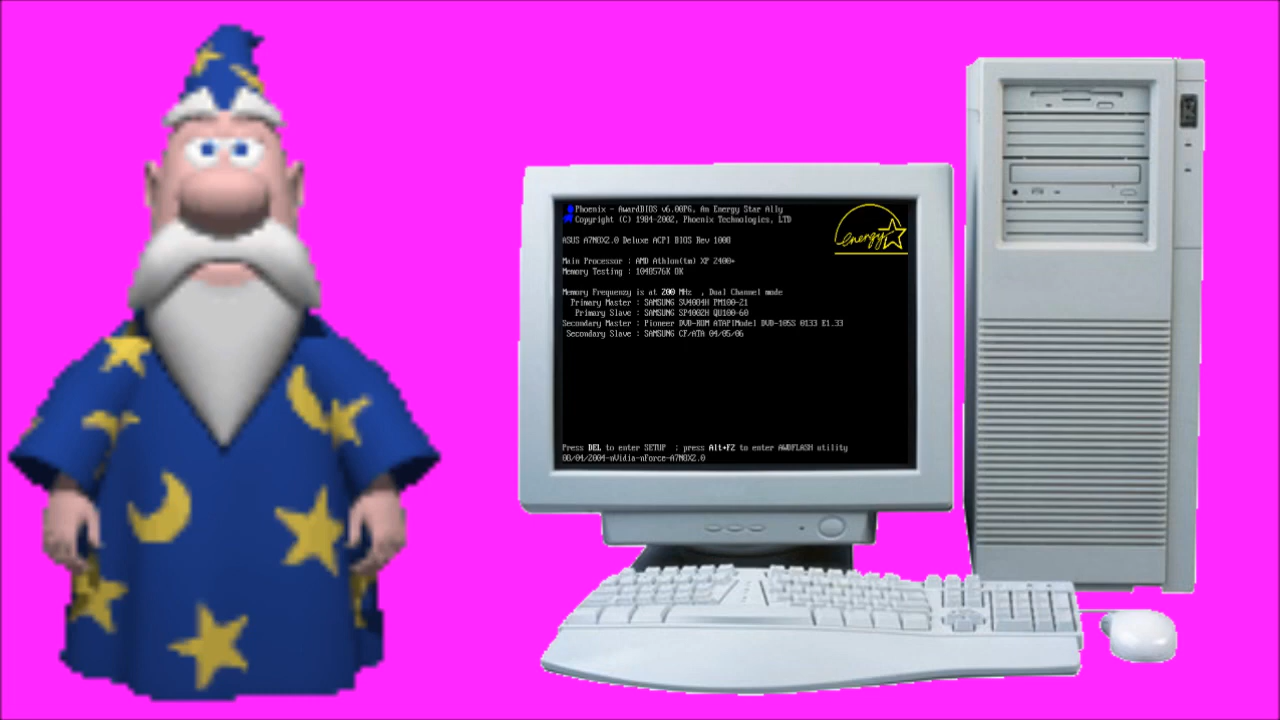 Phoenix - AwardBIOS v6.00PG, An Energy Star Ally
Copyright (C) 1984-2002, Phoenix Technologies, LTD
energy
ASUS A7N8X2.0 Deluxe ACPI BIOS Rev 1008
Main Processor : AMD Athlon(tm) XP 2400+
Memory Testing : 1048576K OK
Memory Frequency is at 200 MHz , Dual Channel mode
Primary Master : SAMSUNG SV4084H PM100-21
Primary Slave : SAMSUNG SP4002H QU100-60
Secondary Master : Pioneer DVD-ROM ATAPIModel DVD-105S 0133 E1.33
Secondary Slave : SAMSUNG CF/ATA 04/05/06
Press DEL to enter SETUP ; press Alt+F2 to enter AWDFLASH utility
08/04/2004-nVidia-nForce-A7N8X2.0